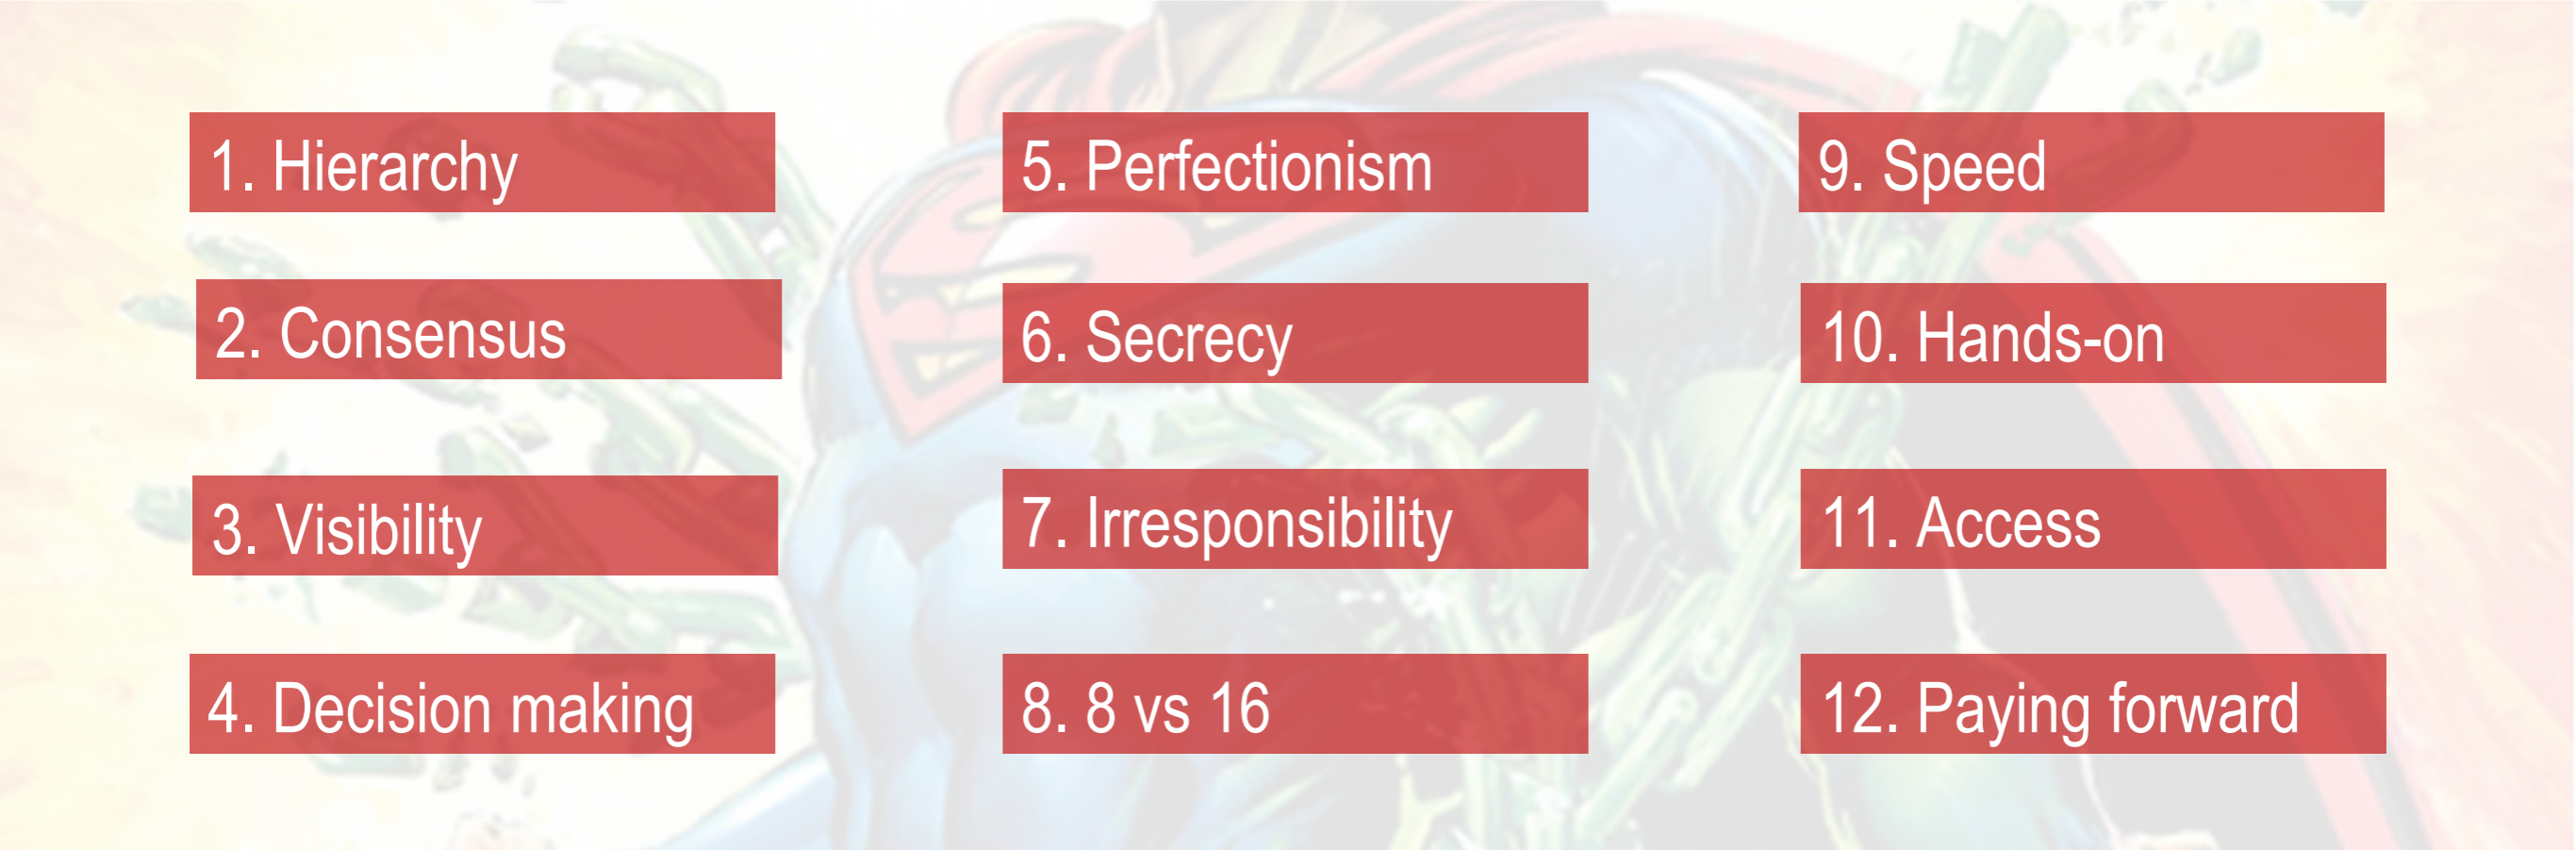 1. Hierarchy
2. Consensus
3. Visibility
4. Decision making
5. Perfectionism
6. Secrecy
7. Irresponsibility
8. 8 vs 16
9. Speed
10. Hands-on
11. Access
12. Paying forward